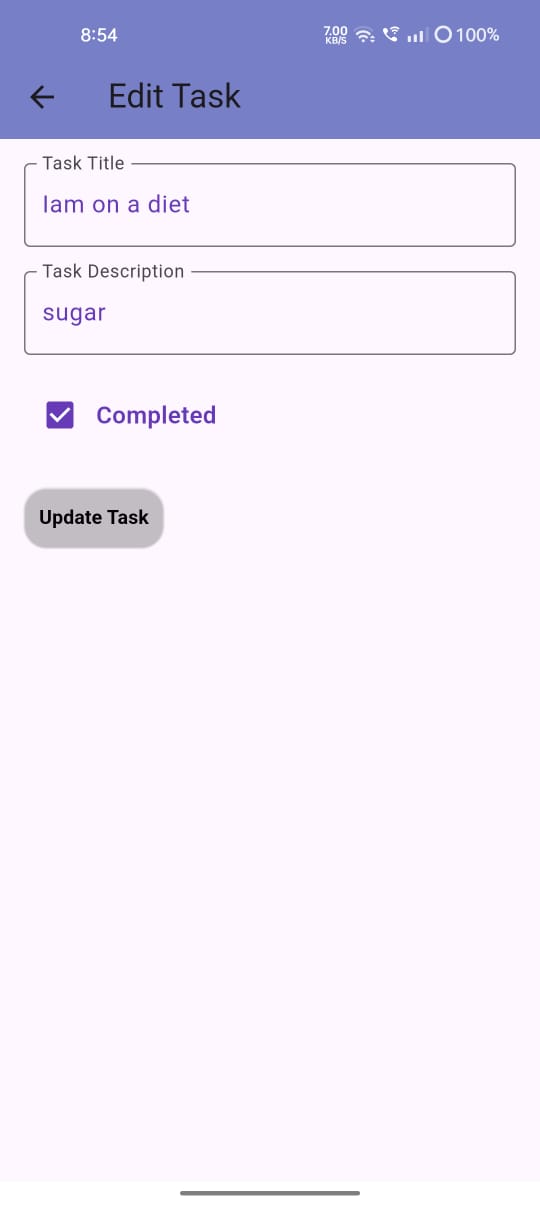 8:54
7.00
KB/S
100%
Edit Task
Task Title
Iam on a diet
Task Description
sugar
Completed
Update Task